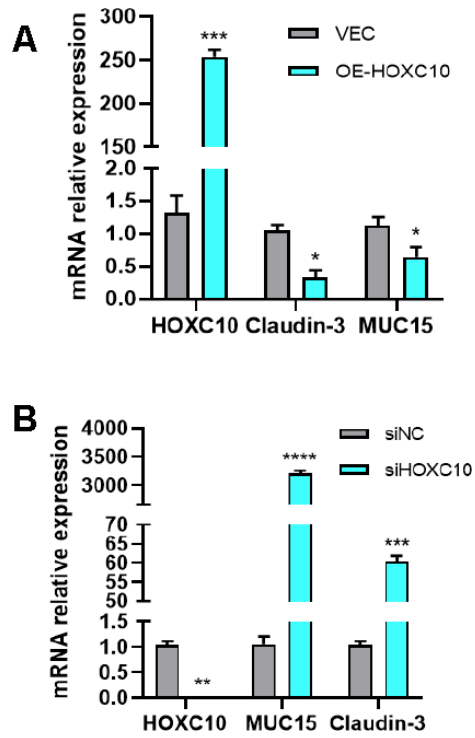 A
mRNA relative expression
300
250
200
150
2.0
1.5
1.0
0.5
0.0
***
*
*
VEC
OE-HOXC10
HOXC10 Claudin-3 MUC15
B
mRNA relative expression
4000
3000
70
65
60
55
50
1.5
1.0
0.5
0.0
**
****
***
siNC
siHOXC10
HOXC10 MUC15 Claudin-3